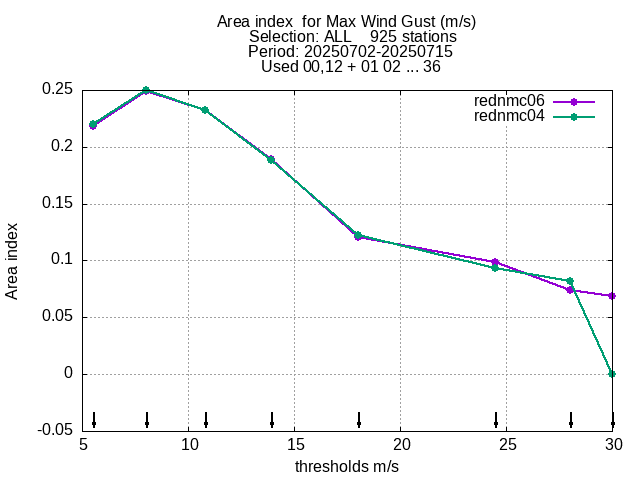 Area index  for Max Wind Gust (m/s)
Selection: ALL    925 stations
Period: 20250702-20250715
Used 00,12 + 01 02 ... 36
rednmc06
rednmc04
0.25
0.2
0.15
0.1
0.05
0
-0.05
Area index
5 10 15 20 25 30
thresholds m/s